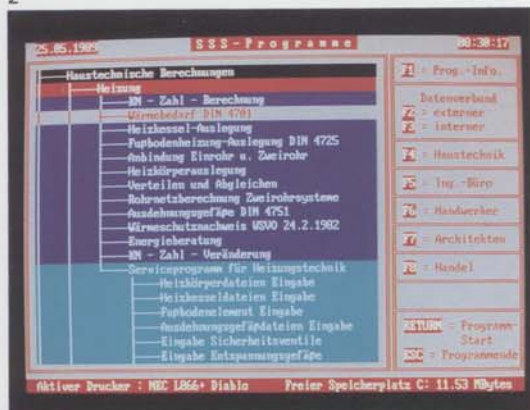 2
25.05.1989
SSS-Programme
08:30:17
Haustechnische Berechnungen
Heizung
KM - Zahl - Berechnung
Wärmebedarf DIN 4701
Heizkessel-Auslegung
Fußbodenheizung-Auslegung DIN 4725
Anbindung Einrohr u. Zweirohr
Heizkörperauslegung
Verteilen und Abgleichen
Rohrnetzberechnung Zweirohrsysteme
Ausdehnungsgefäße DIN 4751
Wärmeschutznachweis WSVO 24.2.1982
Energieberatung
KM - Zahl - Veränderung
Serviceprogramm für Heizungstechnik
Heizkörperdateien Eingabe
Heizkesseldateien Eingabe
Fußbodenelement Eingabe
Ausdehnungsgefäßdateien Eingabe
Eingabe Sicherheitsventile
Eingabe Entspannungsgefäße
F1 = Prog.-Info.
Datenverbund
F2 = externer
F3 = interner
F4 = Haustechnik
F5 = Ing.-Büro
F6 = Handwerker
F7 = Architekten
F8 = Handel
RETURN = Programm-
Start
ESC = Programmende
Aktiver Drucker : NEC L866+ Diablo
Freier Speicherplatz C: 11.53 MBytes